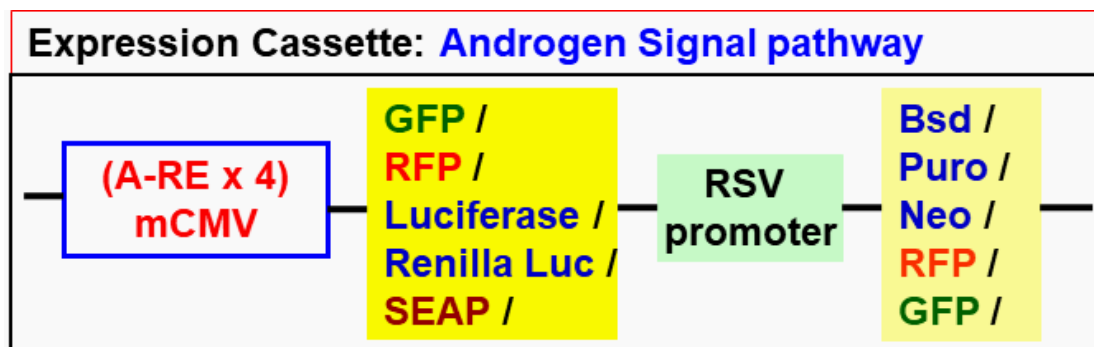 Expression Cassette: Androgen Signal pathway
(A-RE x 4)
mCMV
GFP /
RFP /
Luciferase /
Renilla Luc /
SEAP /
RSV
promoter
Bsd /
Puro /
Neo /
RFP /
GFP /